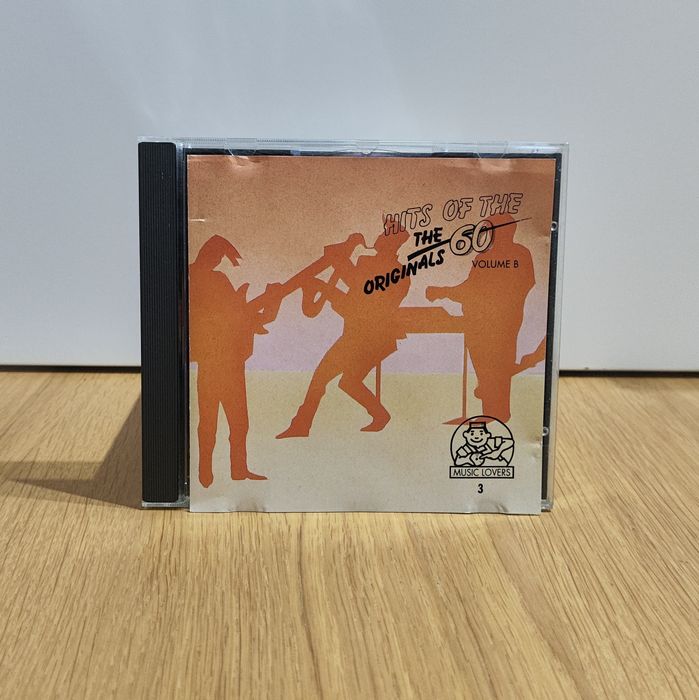 HITS OF THE
60
THE
ORIGINALS
VOLUME B
MUSIC LOVERS
3